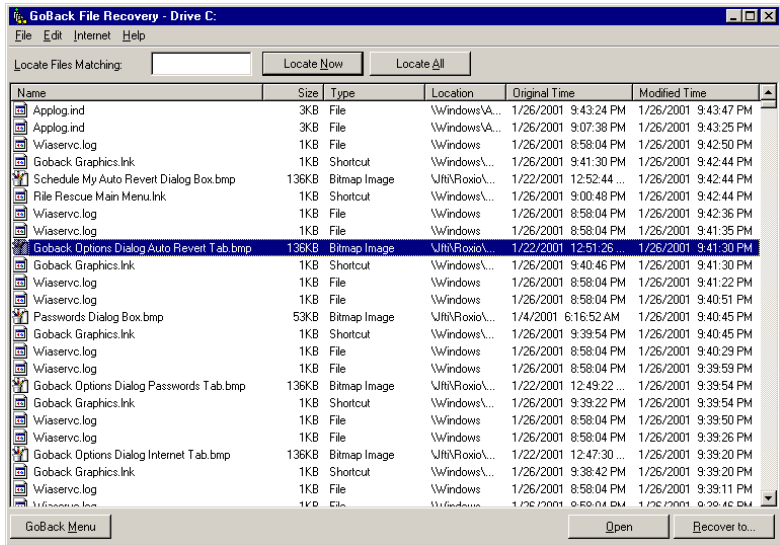 GoBack File Recovery - Drive C:
File Edit Internet Help
Locate Files Matching: Locate Now Locate All
Name Size Type Location Original Time Modified Time
Applog.ind 3KB File \Windows\A... 1/26/2001 9:43:24 PM 1/26/2001 9:43:47 PM
Applog.ind 3KB File \Windows\A... 1/26/2001 9:07:38 PM 1/26/2001 9:43:25 PM
Wiaservc.log 1KB File \Windows 1/26/2001 8:58:04 PM 1/26/2001 9:42:50 PM
Goback Graphics.lnk 1KB Shortcut \Windows\... 1/26/2001 9:41:30 PM 1/26/2001 9:42:44 PM
Schedule My Auto Revert Dialog Box.bmp 136KB Bitmap Image \Jfti\Roxio\... 1/22/2001 12:52:44 ... 1/26/2001 9:42:44 PM
Rile Rescue Main Menu.lnk 1KB Shortcut \Windows\... 1/26/2001 9:00:48 PM 1/26/2001 9:42:44 PM
Wiaservc.log 1KB File \Windows 1/26/2001 8:58:04 PM 1/26/2001 9:42:36 PM
Wiaservc.log 1KB File \Windows 1/26/2001 8:58:04 PM 1/26/2001 9:41:35 PM
Goback Options Dialog Auto Revert Tab.bmp 136KB Bitmap Image \Jfti\Roxio\... 1/22/2001 12:51:26 ... 1/26/2001 9:41:30 PM
Goback Graphics.lnk 1KB Shortcut \Windows\... 1/26/2001 9:40:46 PM 1/26/2001 9:41:30 PM
Wiaservc.log 1KB File \Windows 1/26/2001 8:58:04 PM 1/26/2001 9:41:22 PM
Wiaservc.log 1KB File \Windows 1/26/2001 8:58:04 PM 1/26/2001 9:40:51 PM
Passwords Dialog Box.bmp 53KB Bitmap Image \Jfti\Roxio\... 1/4/2001 6:16:52 AM 1/26/2001 9:40:45 PM
Goback Graphics.lnk 1KB Shortcut \Windows\... 1/26/2001 9:39:54 PM 1/26/2001 9:40:45 PM
Wiaservc.log 1KB File \Windows 1/26/2001 8:58:04 PM 1/26/2001 9:40:29 PM
Wiaservc.log 1KB File \Windows 1/26/2001 8:58:04 PM 1/26/2001 9:39:59 PM
Goback Options Dialog Passwords Tab.bmp 136KB Bitmap Image \Jfti\Roxio\... 1/22/2001 12:49:22 ... 1/26/2001 9:39:54 PM
Goback Graphics.lnk 1KB Shortcut \Windows\... 1/26/2001 9:39:22 PM 1/26/2001 9:39:54 PM
Wiaservc.log 1KB File \Windows 1/26/2001 8:58:04 PM 1/26/2001 9:39:50 PM
Wiaservc.log 1KB File \Windows 1/26/2001 8:58:04 PM 1/26/2001 9:39:26 PM
Goback Options Dialog Internet Tab.bmp 136KB Bitmap Image \Jfti\Roxio\... 1/22/2001 12:47:30 ... 1/26/2001 9:39:20 PM
Goback Graphics.lnk 1KB Shortcut \Windows\... 1/26/2001 9:38:42 PM 1/26/2001 9:39:20 PM
Wiaservc.log 1KB File \Windows 1/26/2001 8:58:04 PM 1/26/2001 9:39:11 PM
Wiaservc.log 1KB File \Windows 1/26/2001 8:58:04 PM 1/26/2001 9:38:46 PM
GoBack Menu Open Recover to...